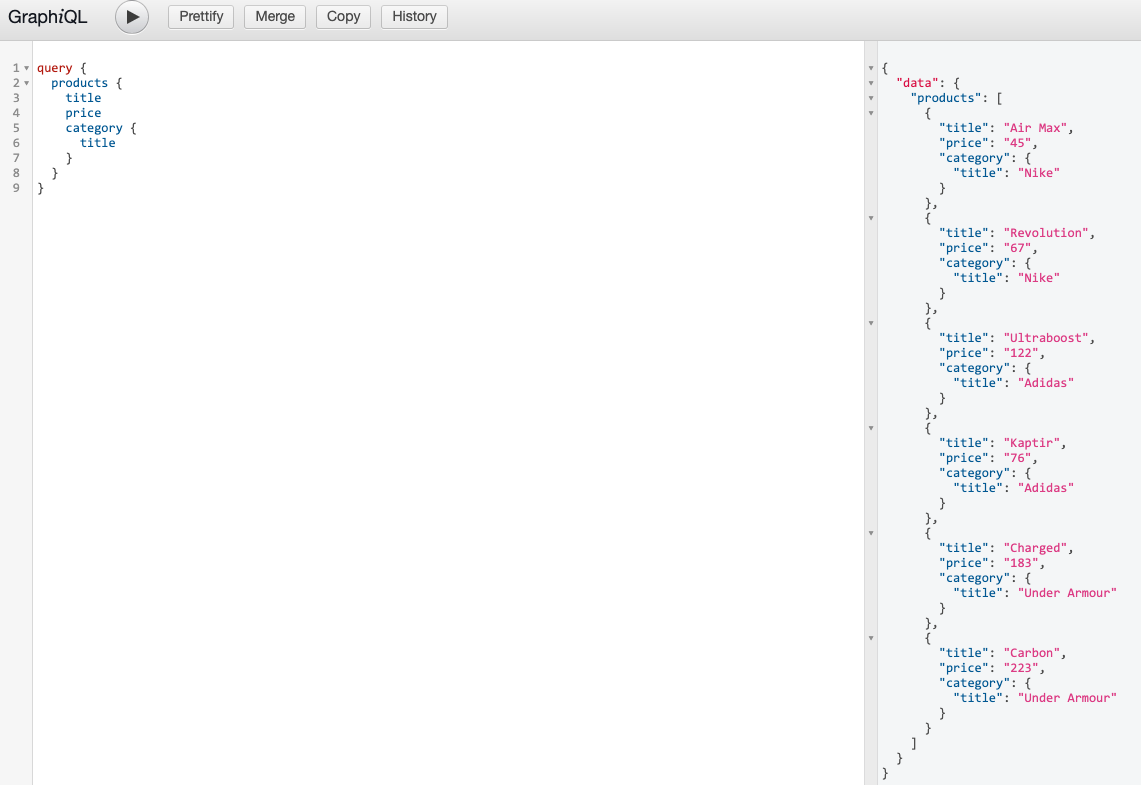 GraphiQL
Prettify
Merge
Copy
History
1 query {
2   products {
3     title
4     price
5     category {
6       title
7     }
8   }
9 }
{
  "data": {
    "products": [
      {
        "title": "Air Max",
        "price": "45",
        "category": {
          "title": "Nike"
        }
      },
      {
        "title": "Revolution",
        "price": "67",
        "category": {
          "title": "Nike"
        }
      },
      {
        "title": "Ultraboost",
        "price": "122",
        "category": {
          "title": "Adidas"
        }
      },
      {
        "title": "Kaptir",
        "price": "76",
        "category": {
          "title": "Adidas"
        }
      },
      {
        "title": "Charged",
        "price": "183",
        "category": {
          "title": "Under Armour"
        }
      },
      {
        "title": "Carbon",
        "price": "223",
        "category": {
          "title": "Under Armour"
        }
      }
    ]
  }
}